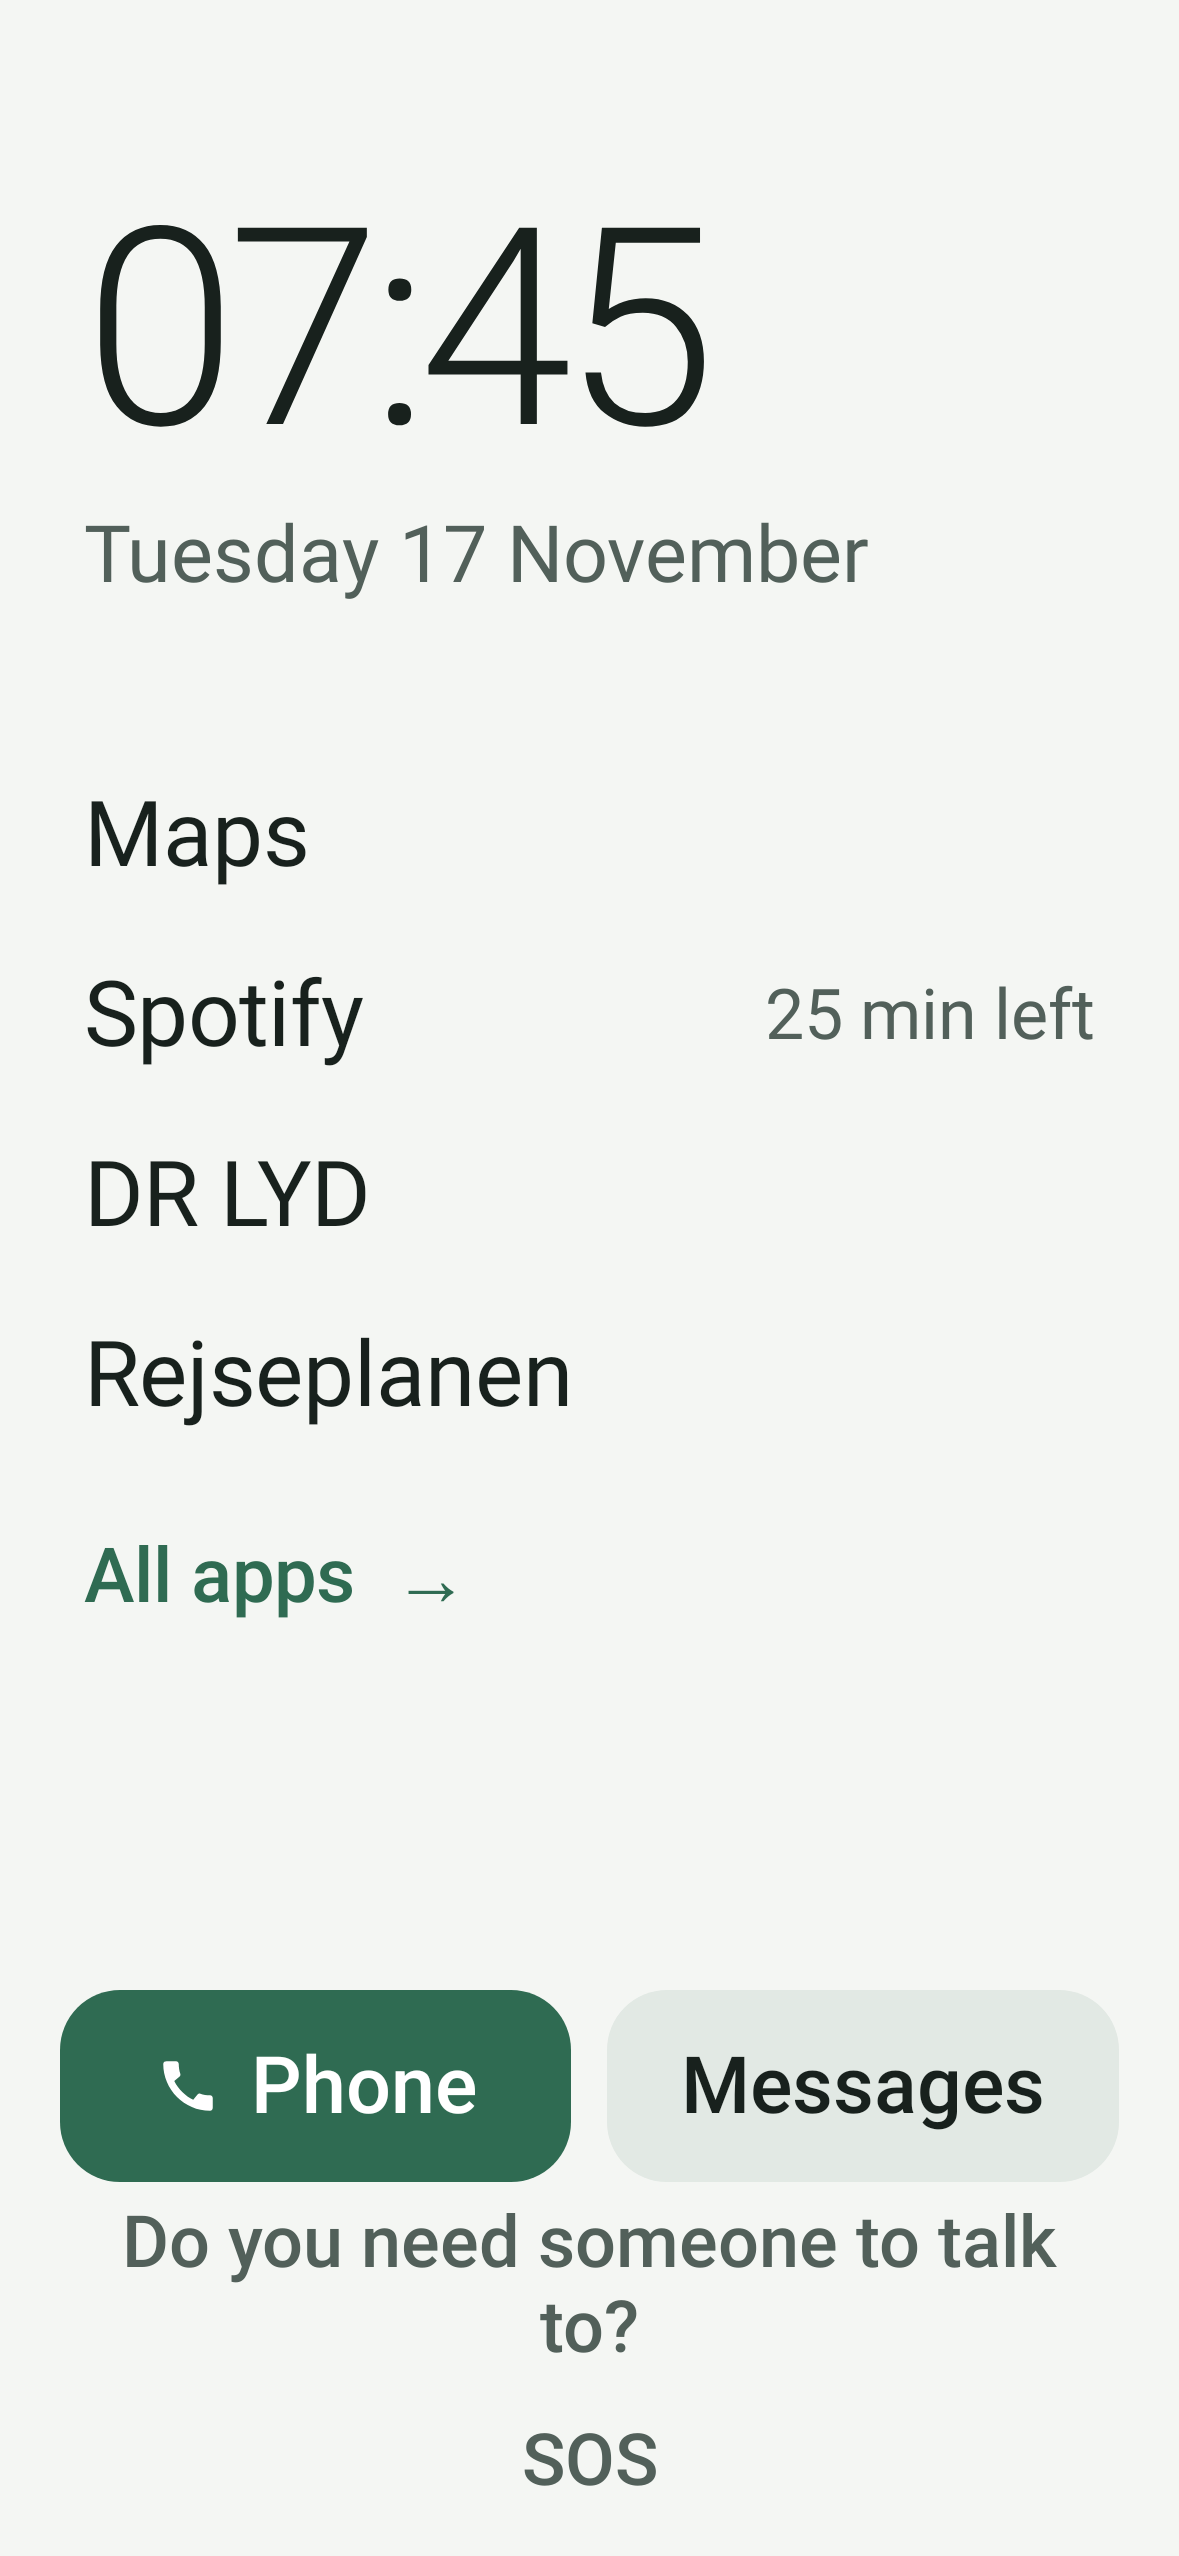 07:45
Tuesday 17 November
Maps
Spotify 25 min left
DR LYD
Rejseplanen
All apps →
Phone Messages
Do you need someone to talk
to?
SOS